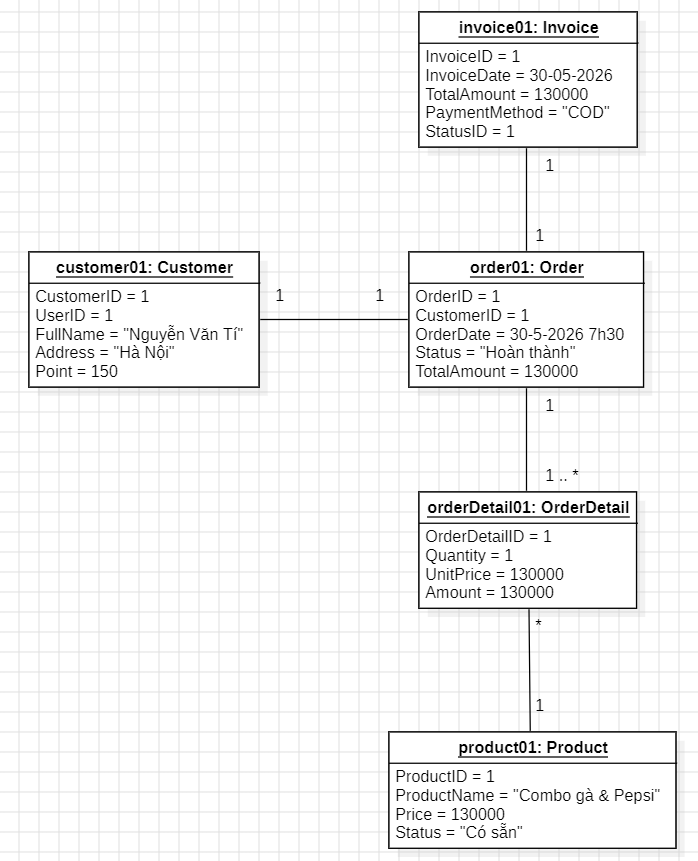 invoice01: Invoice
InvoiceID = 1
InvoiceDate = 30-05-2026
TotalAmount = 130000
PaymentMethod = "COD"
StatusID = 1
1
1
customer01: Customer
CustomerID = 1
UserID = 1
FullName = "Nguyễn Văn Tí"
Address = "Hà Nội"
Point = 150
1
1
order01: Order
OrderID = 1
CustomerID = 1
OrderDate = 30-5-2026 7h30
Status = "Hoàn thành"
TotalAmount = 130000
1
1 .. *
orderDetail01: OrderDetail
OrderDetailID = 1
Quantity = 1
UnitPrice = 130000
Amount = 130000
*
1
product01: Product
ProductID = 1
ProductName = "Combo gà & Pepsi"
Price = 130000
Status = "Có sẵn"